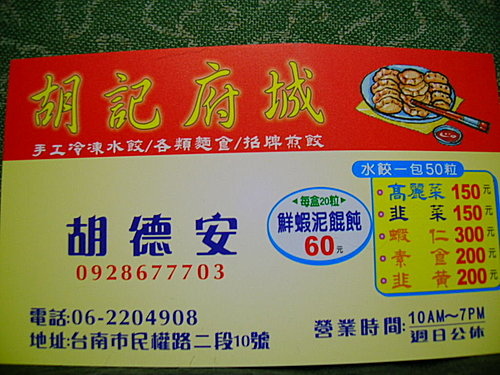 胡記府城
手工冷凍水餃/各類麵食/招牌煎餃
水餃一包50粒
高麗菜 150元
韭菜 150元
蝦仁 300元
素食 200元
韭黃 200元
每盒20粒
鮮蝦泥餛飩
60元
胡德安
0928677703
電話:06-2204908
地址:台南市民權路二段10號
營業時間:10AM～7PM
週日公休